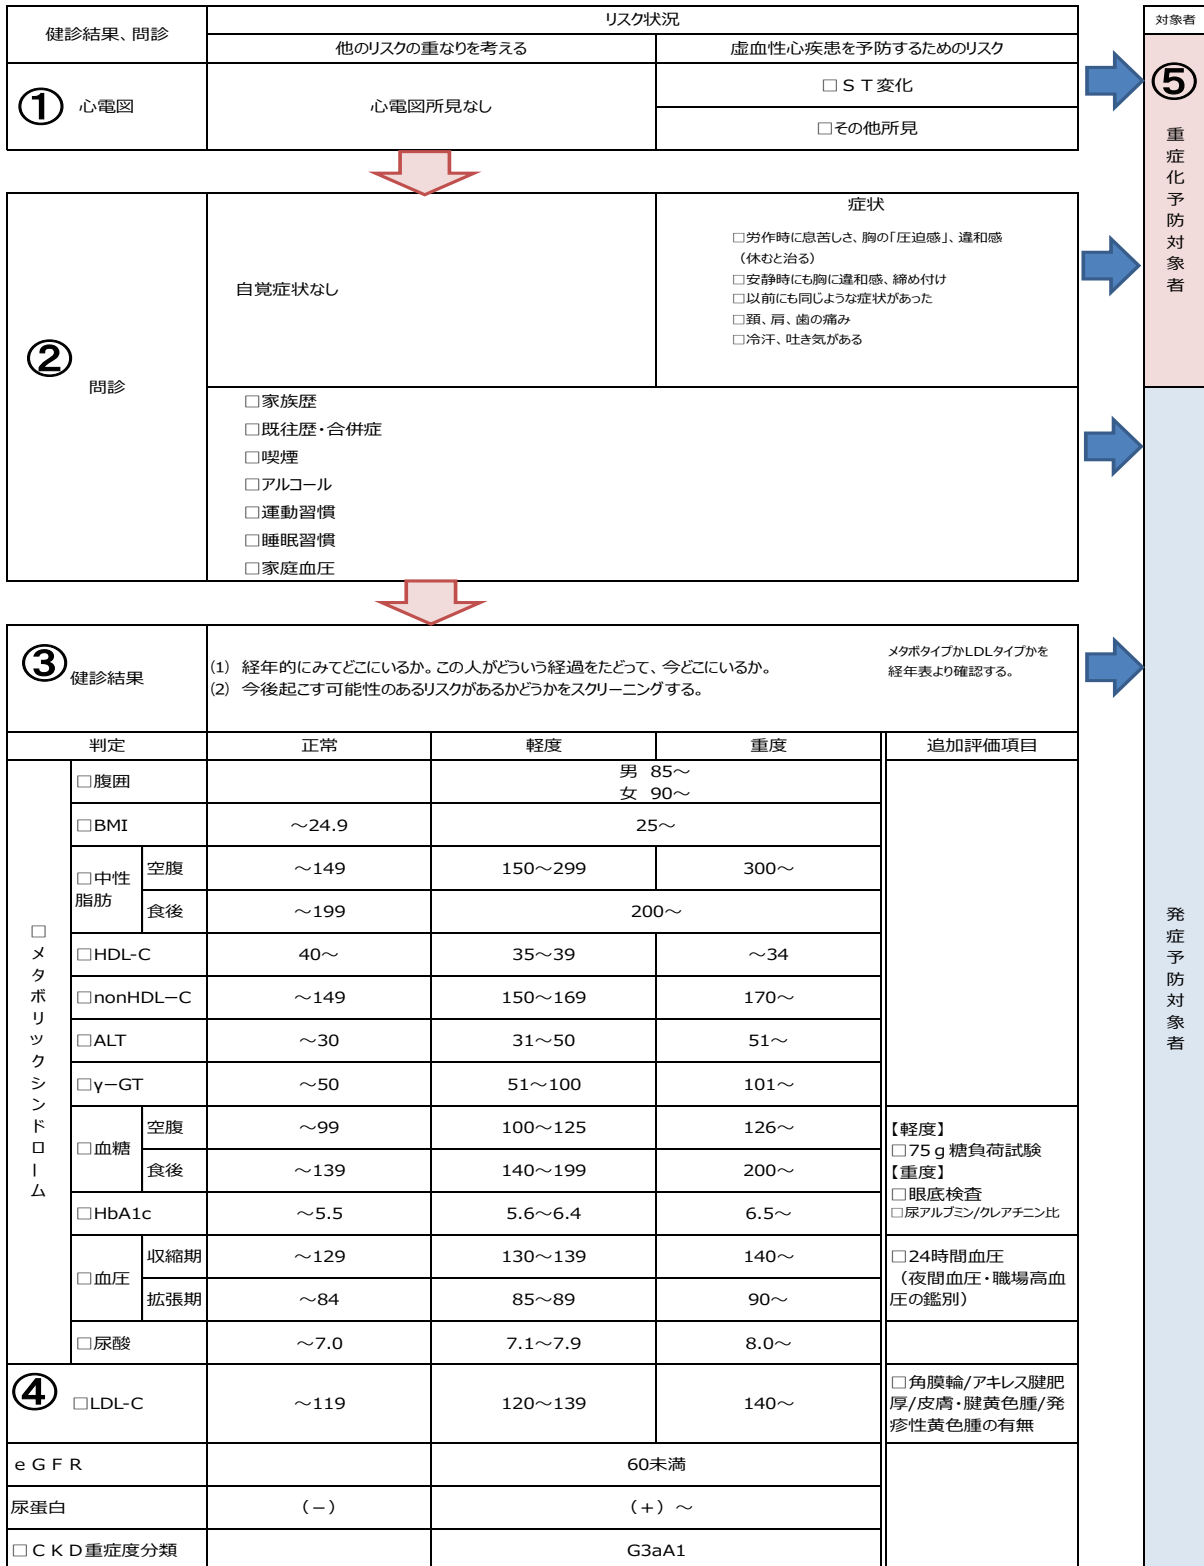 健診結果、問診
リスク状況
対象者
他のリスクの重なりを考える
虚血性心疾患を予防するためのリスク
① 心電図
心電図所見なし
□ＳＴ変化
□その他所見
⑤
重症化予防対象者
② 問診
自覚症状なし
症状
□労作時に息苦しさ、胸の「圧迫感」、違和感
（休むと治る）
□安静時にも胸に違和感、締め付け
□以前にも同じような症状があった
□頚、肩、歯の痛み
□冷汗、吐き気がある
□家族歴
□既往歴・合併症
□喫煙
□アルコール
□運動習慣
□睡眠習慣
□家庭血圧
③ 健診結果
(1) 経年的にみてどこにいるか。この人がどういう経過をたどって、今どこにいるか。
(2) 今後起こす可能性のあるリスクがあるかどうかをスクリーニングする。
メタボタイプかLDLタイプかを
経年表より確認する。
発症予防対象者
判定 正常 軽度 重度 追加評価項目
□メタボリックシンドローム
□腹囲 男 85～
女 90～
□BMI ～24.9 25～
□中性
脂肪
空腹 ～149 150～299 300～
食後 ～199 200～
□HDL-C 40～ 35～39 ～34
□nonHDL－C ～149 150～169 170～
□ALT ～30 31～50 51～
□γ－GT ～50 51～100 101～
□血糖
空腹 ～99 100～125 126～
食後 ～139 140～199 200～
□HbA1c ～5.5 5.6～6.4 6.5～
【軽度】
□75ｇ糖負荷試験
【重度】
□眼底検査
□尿アルブミン/クレアチニン比
□血圧
収縮期 ～129 130～139 140～
拡張期 ～84 85～89 90～
□24時間血圧
（夜間血圧・職場高血
圧の鑑別）
□尿酸 ～7.0 7.1～7.9 8.0～
④ □LDL-C ～119 120～139 140～
□角膜輪/アキレス腱肥
厚/皮膚・腱黄色腫/発
疹性黄色腫の有無
ｅＧＦＲ 60未満
尿蛋白 （－） （＋）～
□ＣＫＤ重症度分類 G3aA1